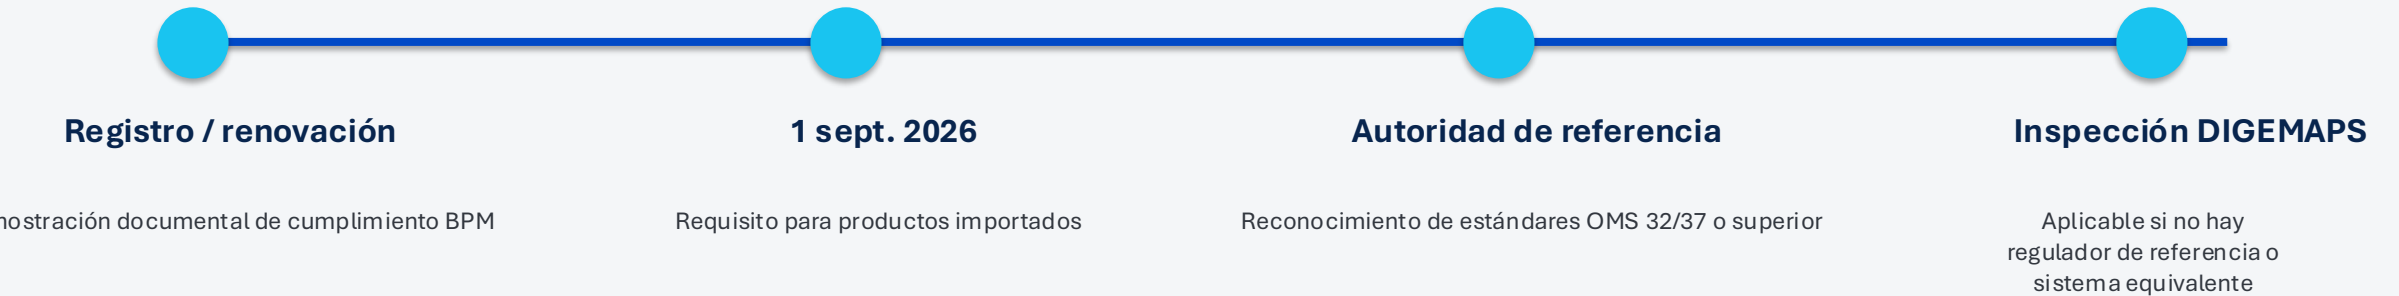 Registro / renovación
mostración documental de cumplimiento BPM
1 sept. 2026
Requisito para productos importados
Autoridad de referencia
Reconocimiento de estándares OMS 32/37 o superior
Inspección DIGEMAPS
Aplicable si no hay
regulador de referencia o
sistema equivalente